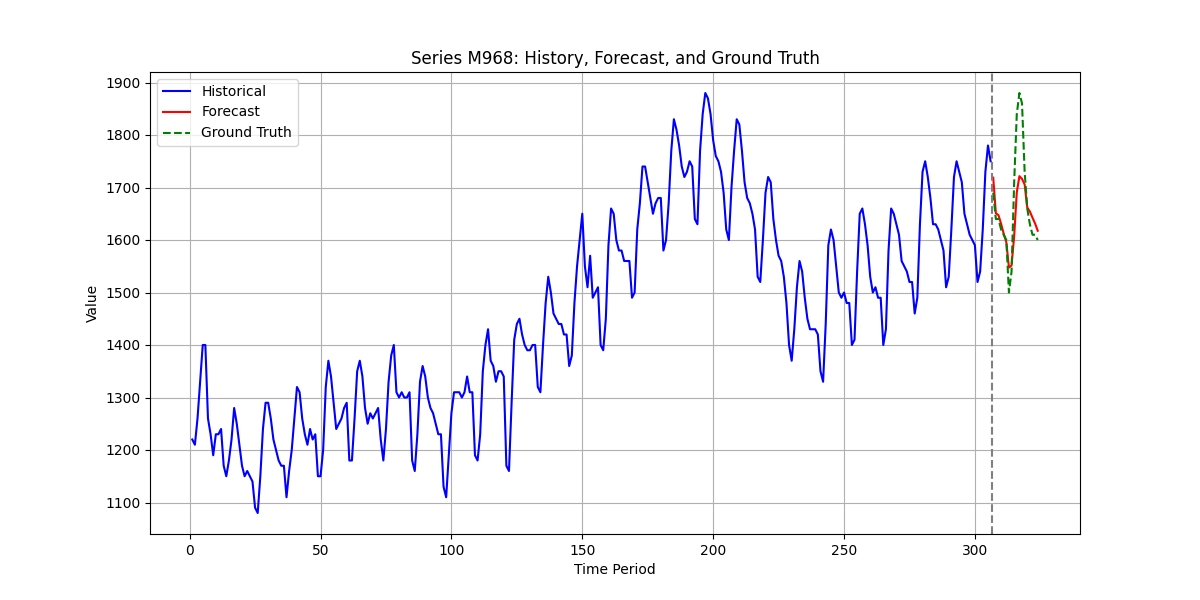 Series M968: History, Forecast, and Ground Truth
Historical
Forecast
Ground Truth
1900
1800
1700
1600
1500
1400
1300
1200
1100
Value
0 50 100 150 200 250 300
Time Period